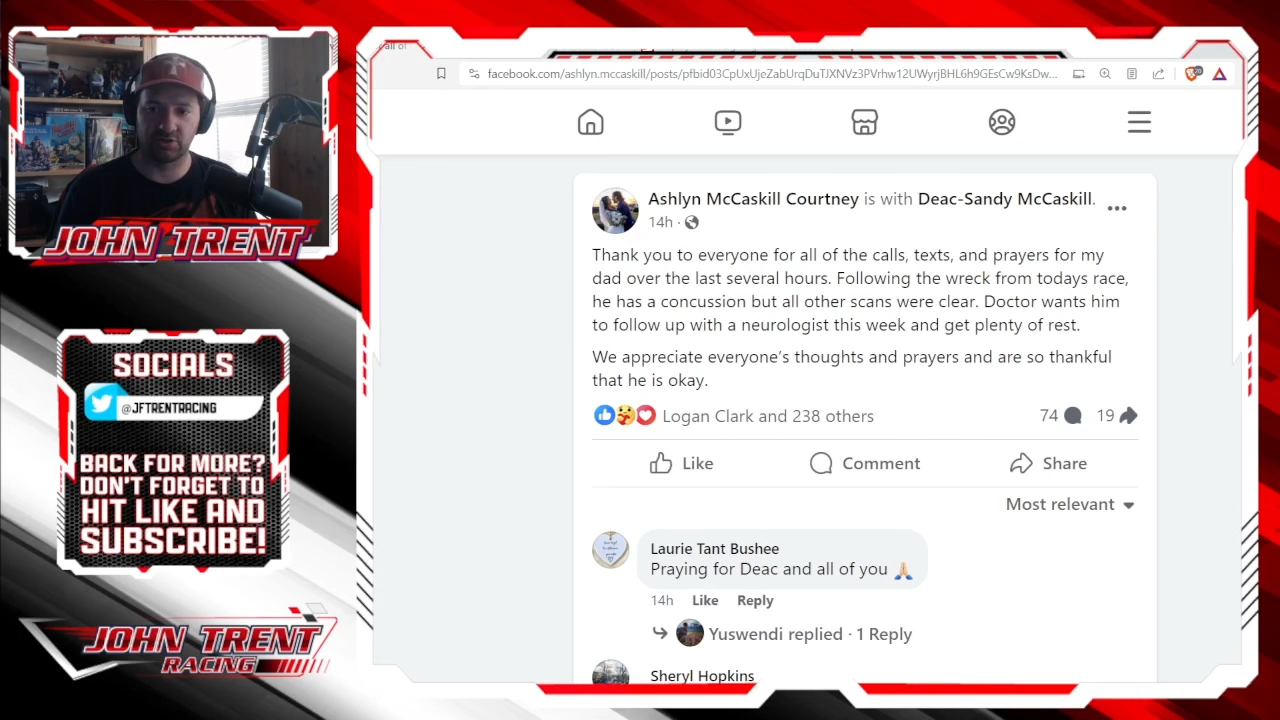 all of
facebook.com/ashlyn.mccaskill/posts/pfbid03CpUxUjeZabUrqDuTJXNVz3PVrhw12UWyrjBHL6h9GEsCw9KsDw...
Ashlyn McCaskill Courtney is with Deac-Sandy McCaskill.
14h ·
Thank you to everyone for all of the calls, texts, and prayers for my
dad over the last several hours. Following the wreck from todays race,
he has a concussion but all other scans were clear. Doctor wants him
to follow up with a neurologist this week and get plenty of rest.
We appreciate everyone's thoughts and prayers and are so thankful
that he is okay.
Logan Clark and 238 others
74
19
Like
Comment
Share
Most relevant
Laurie Tant Bushee
Praying for Deac and all of you 🙏🏼
14h Like Reply
Yuswendi replied · 1 Reply
Sheryl Hopkins
JOHN TRENT
SOCIALS
@JFTRENTRACING
BACK FOR MORE?
DON'T FORGET TO
HIT LIKE AND
SUBSCRIBE!
JOHN TRENT
RACING